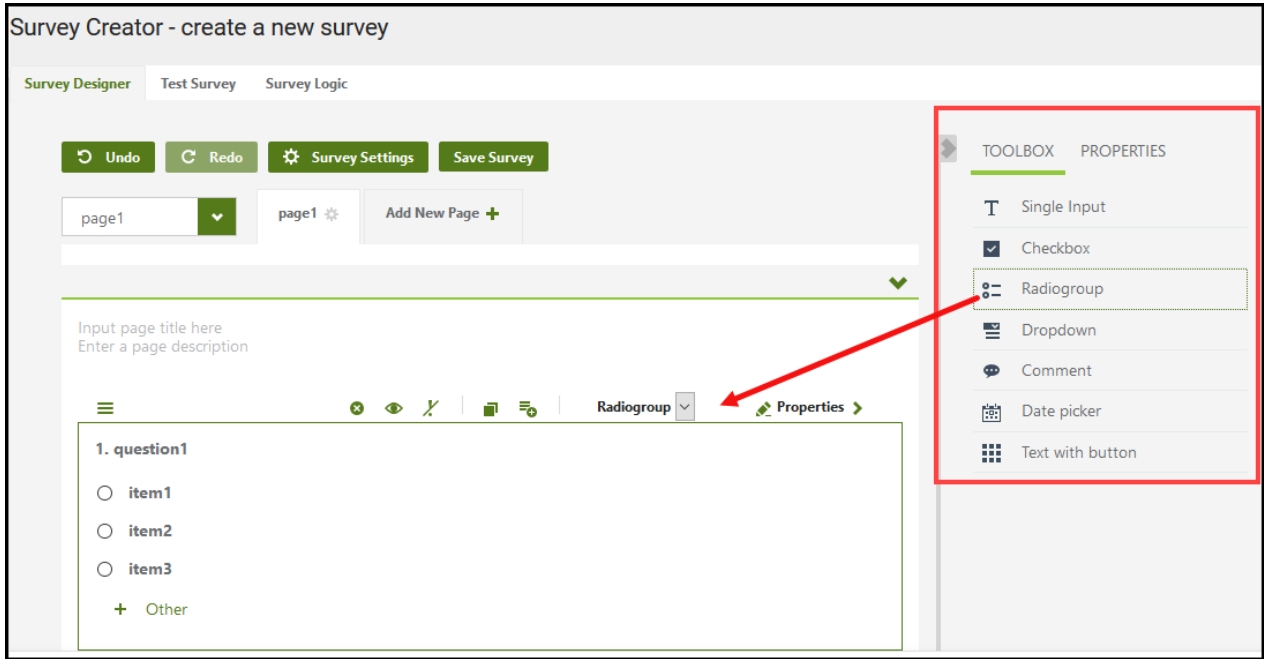 Survey Creator - create a new survey
Survey Designer Test Survey Survey Logic
Undo Redo Survey Settings Save Survey
page1 page1 Add New Page
Input page title here
Enter a page description
Radiogroup Properties
1. question1
item1
item2
item3
+ Other
TOOLBOX PROPERTIES
T Single Input
Checkbox
Radiogroup
Dropdown
Comment
Date picker
Text with button